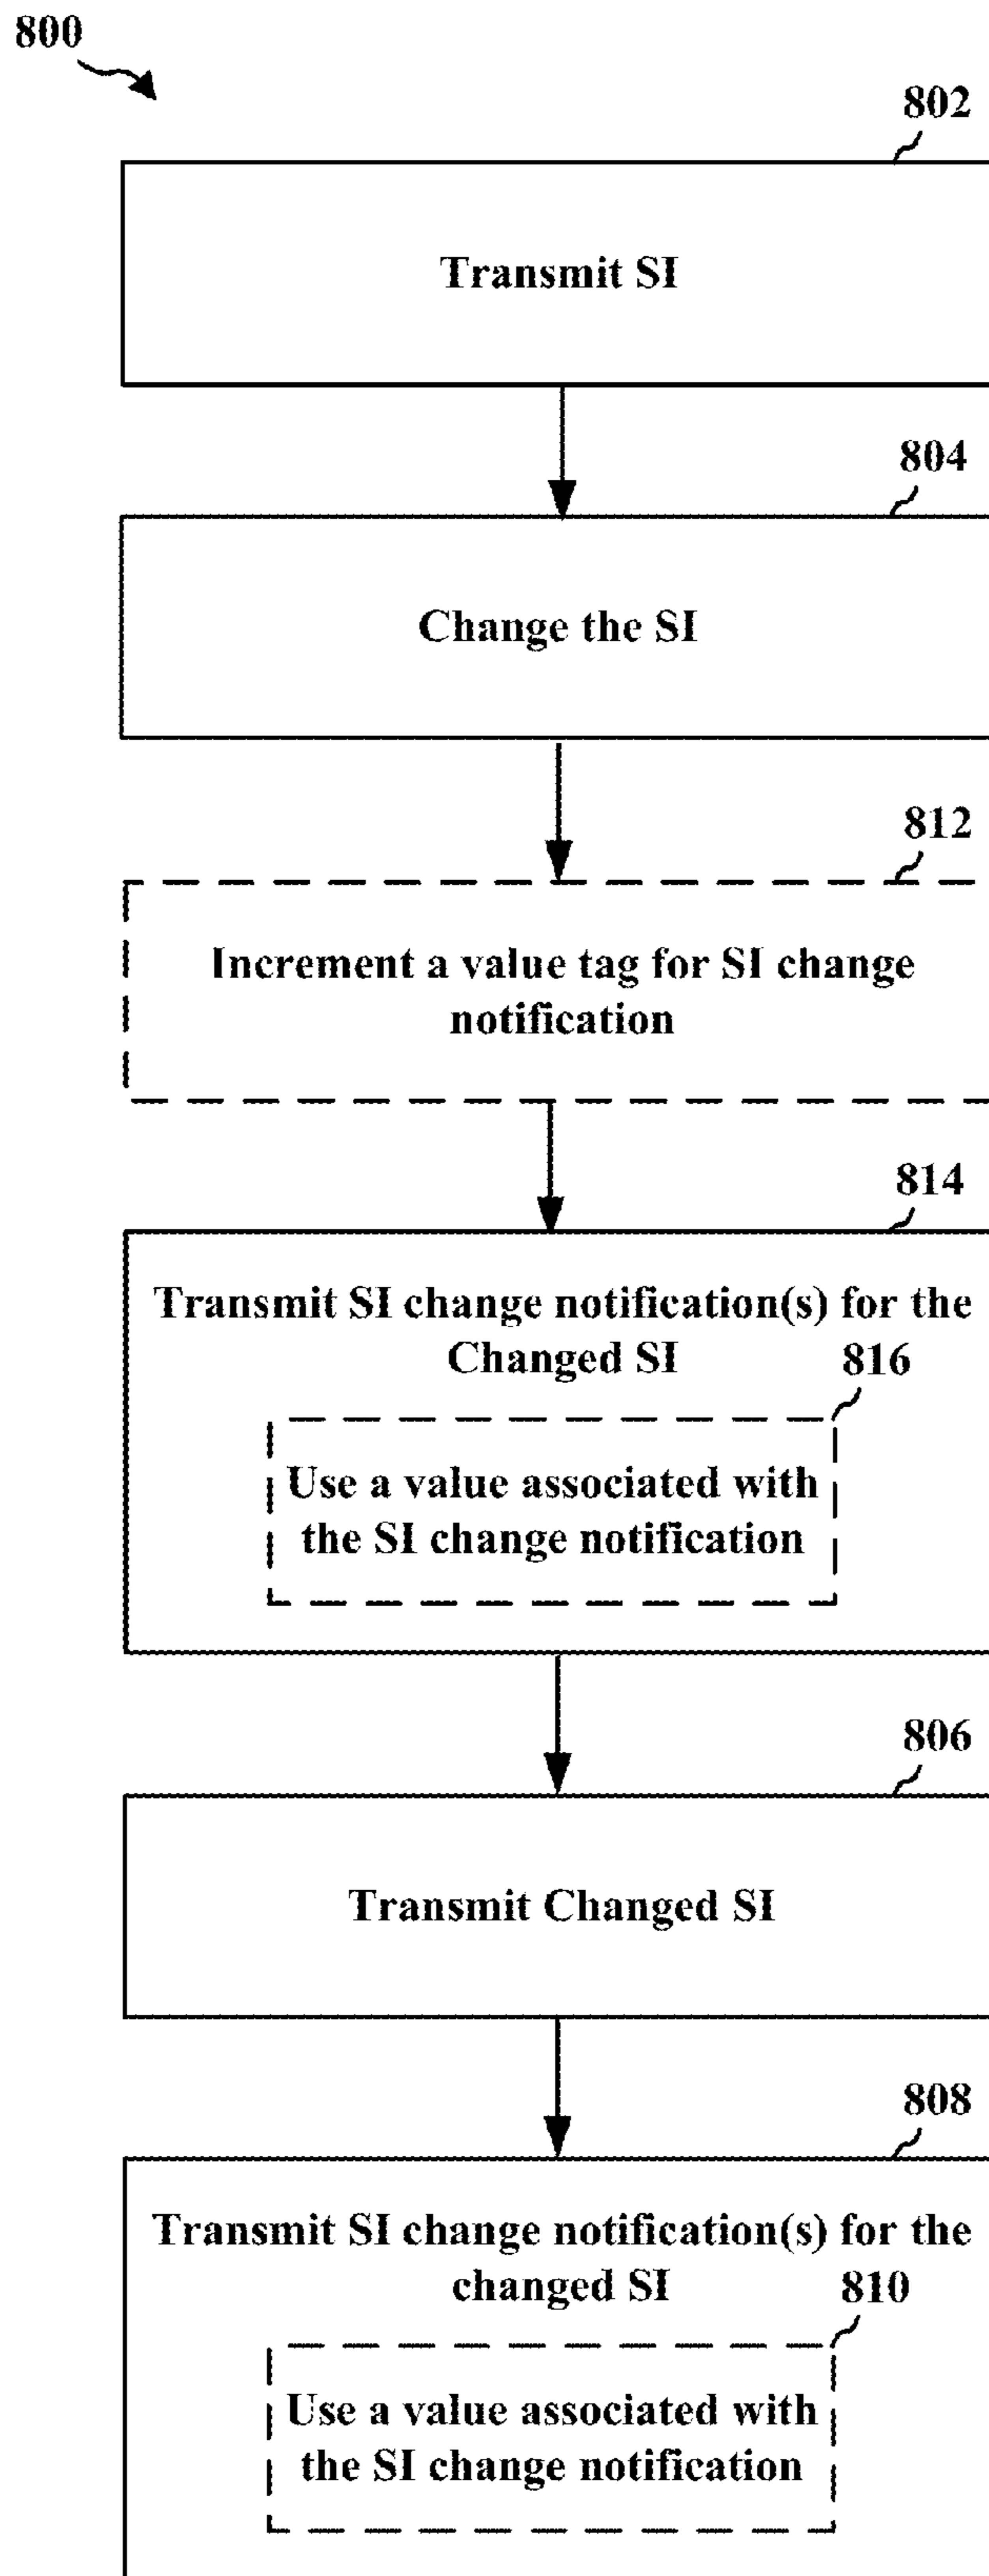 800
802
Transmit SI
804
Change the SI
812
Increment a value tag for SI change
notification
814
Transmit SI change notification(s) for the
Changed SI
816
Use a value associated with
the SI change notification
806
Transmit Changed SI
808
Transmit SI change notification(s) for the
changed SI
810
Use a value associated with
the SI change notification